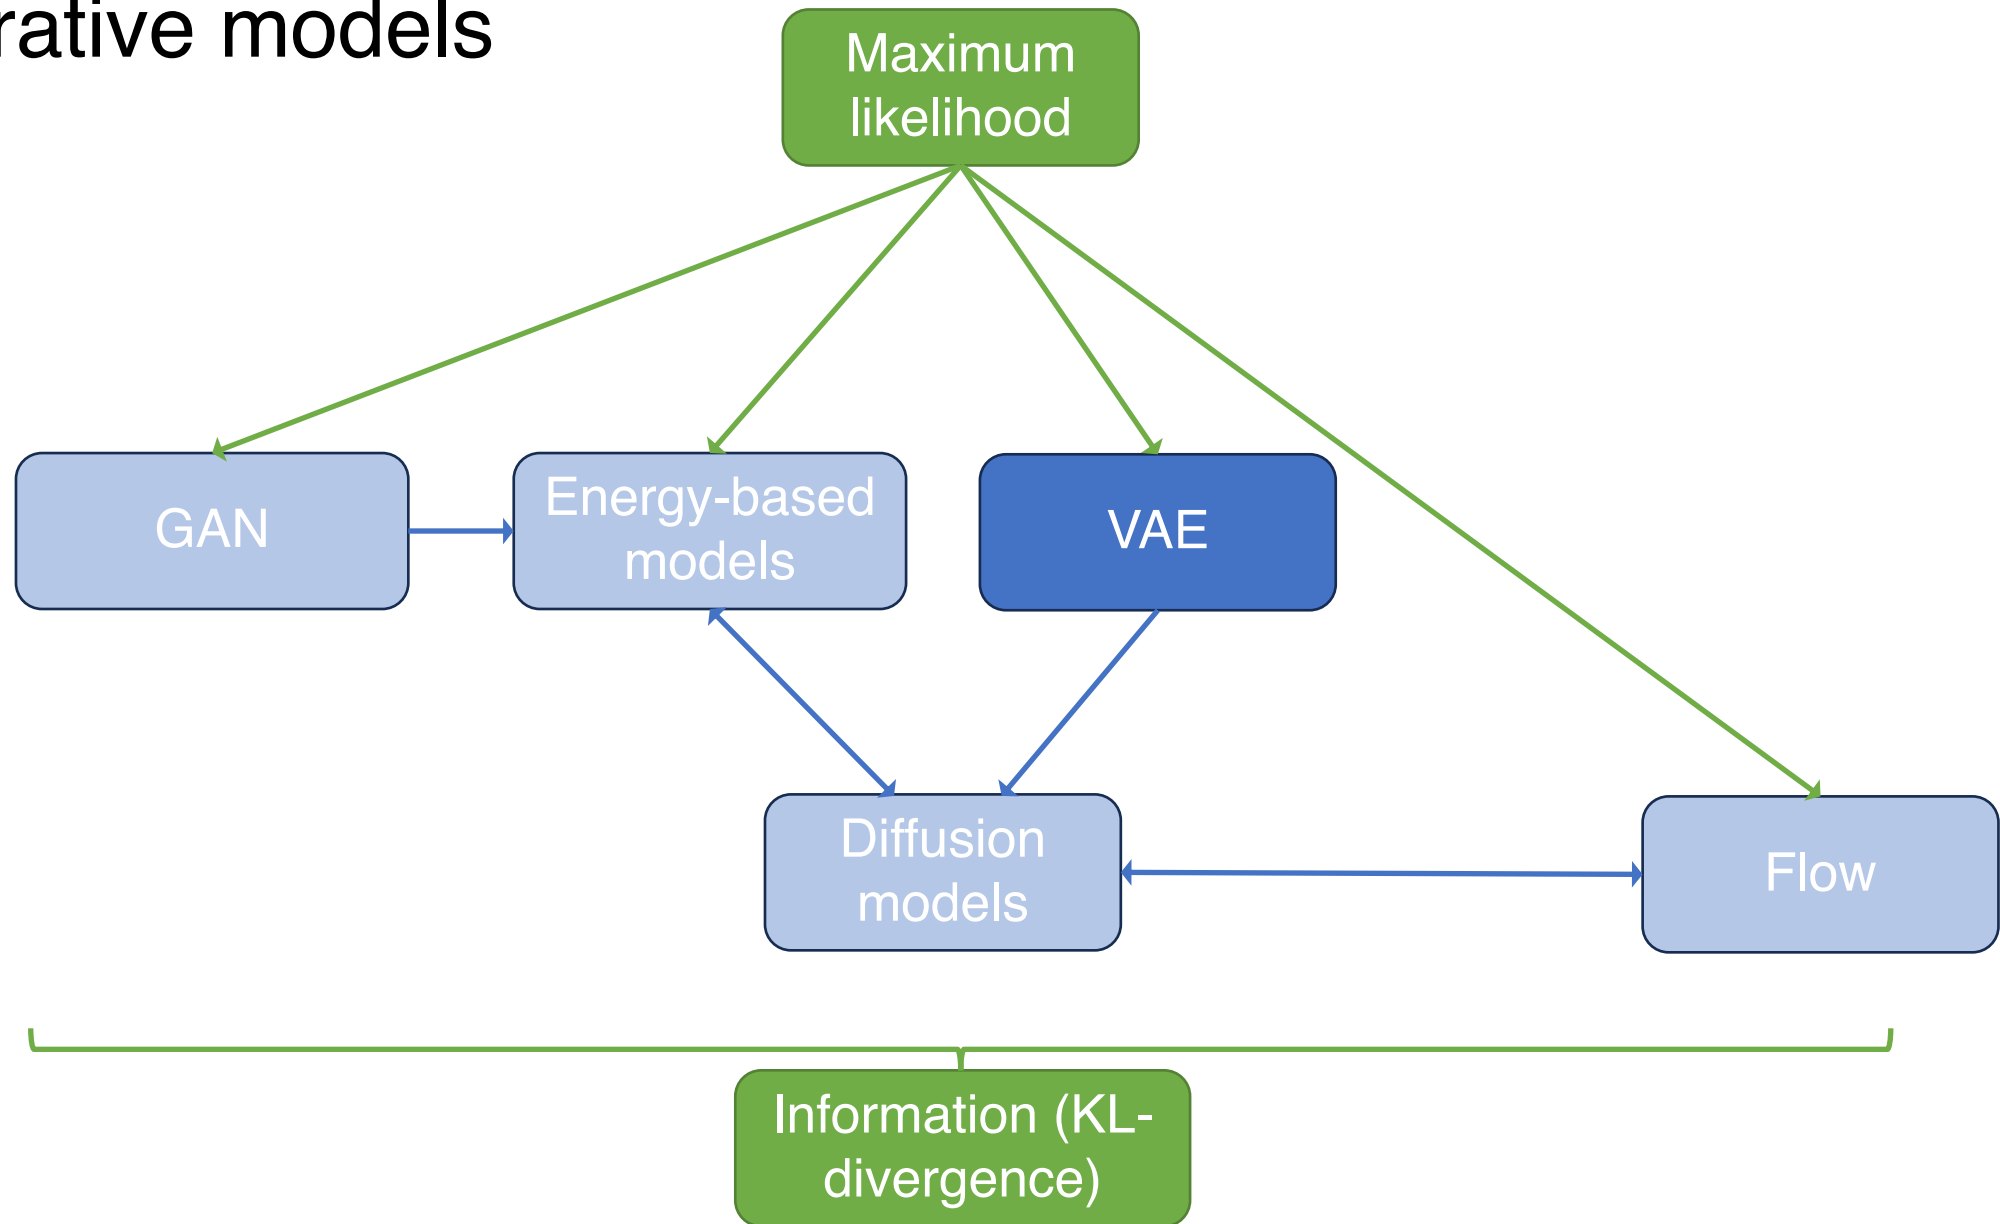 rative models
Maximum
likelihood
GAN
Energy-based
models
VAE
Diffusion
models
Flow
Information (KL-
divergence)